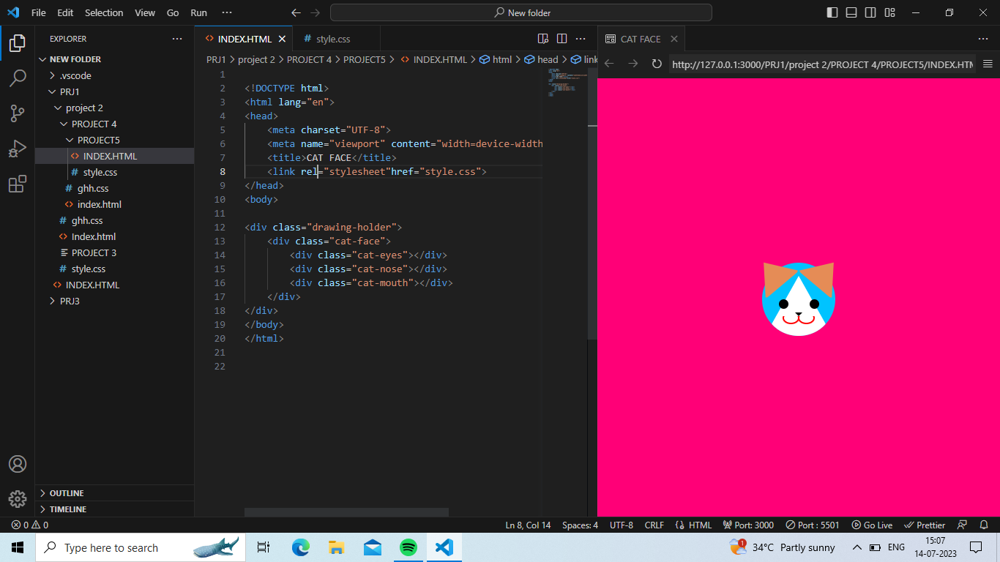 File Edit Selection View Go Run ··· New folder
EXPLORER ···
NEW FOLDER
.vscode
PRJ1
project 2
PROJECT 4
PROJECT5
INDEX.HTML
style.css
ghh.css
index.html
ghh.css
Index.html
PROJECT 3
style.css
INDEX.HTML
PRJ3
OUTLINE
TIMELINE
INDEX.HTML style.css ···
PRJ1 > project 2 > PROJECT 4 > PROJECT5 > INDEX.HTML > html > head > link
1
2 <!DOCTYPE html>
3 <html lang="en">
4 <head>
5 <meta charset="UTF-8">
6 <meta name="viewport" content="width=device-width
7 <title>CAT FACE</title>
8 <link rel="stylesheet"href="style.css">
9 </head>
10 <body>
11
12 <div class="drawing-holder">
13 <div class="cat-face">
14 <div class="cat-eyes"></div>
15 <div class="cat-nose"></div>
16 <div class="cat-mouth"></div>
17 </div>
18 </div>
19 </body>
20 </html>
21
22
CAT FACE ···
http://127.0.0.1:3000/PRJ1/project 2/PROJECT 4/PROJECT5/INDEX.HTM
0 0 Ln 8, Col 14 Spaces: 4 UTF-8 CRLF HTML Port: 3000 Port : 5501 Go Live Prettier
Type here to search 1 34°C Partly sunny ENG 15:07
14-07-2023